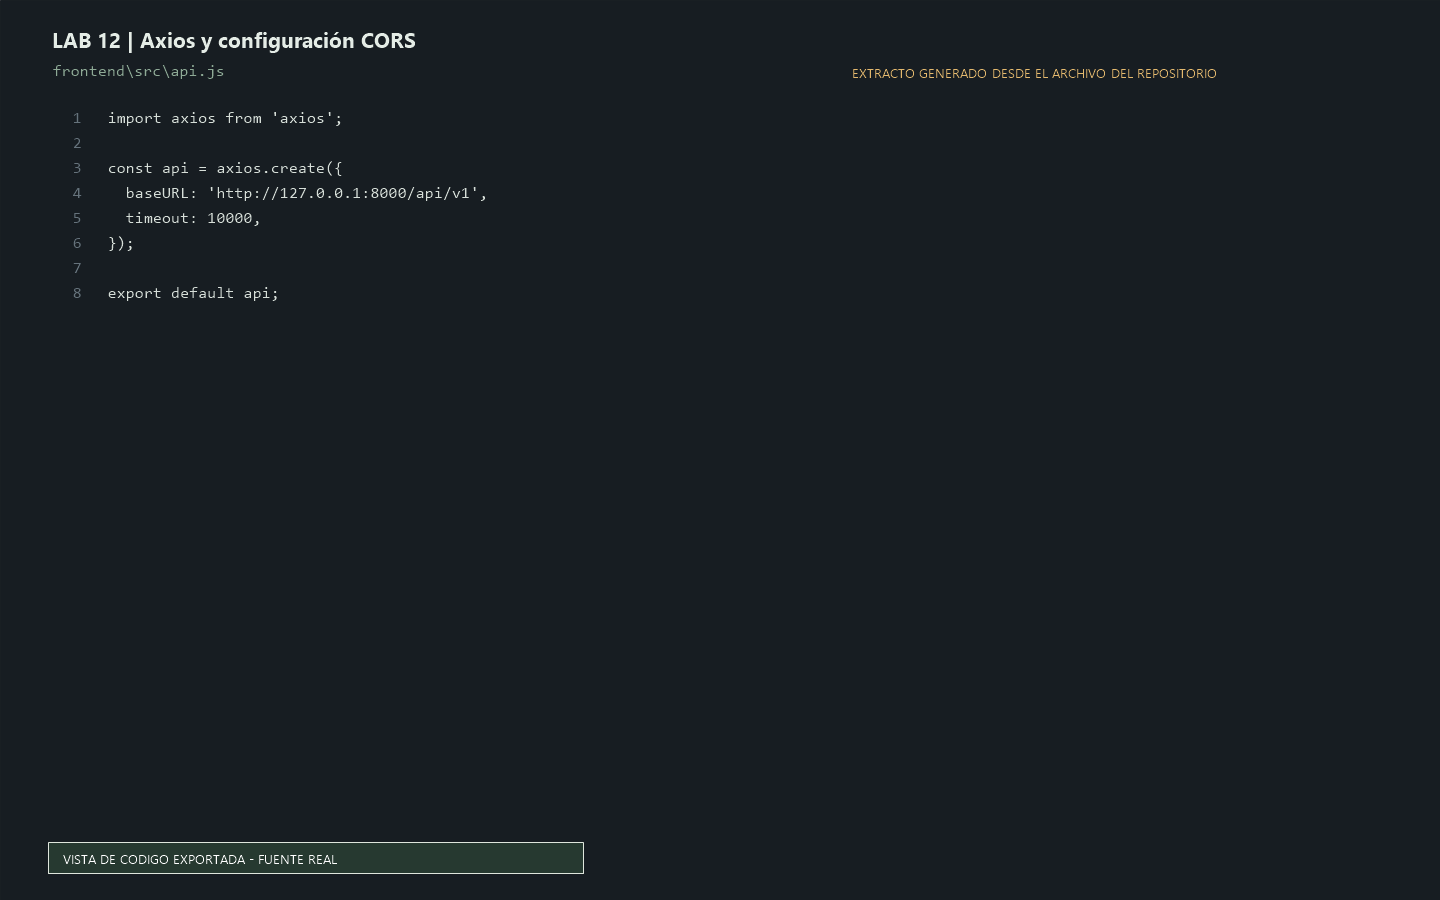 LAB 12 | Axios y configuración CORS
frontend\src\api.js
EXTRACTO GENERADO DESDE EL ARCHIVO DEL REPOSITORIO
1 import axios from 'axios';
2
3 const api = axios.create({
4   baseURL: 'http://127.0.0.1:8000/api/v1',
5   timeout: 10000,
6 });
7
8 export default api;
VISTA DE CODIGO EXPORTADA - FUENTE REAL